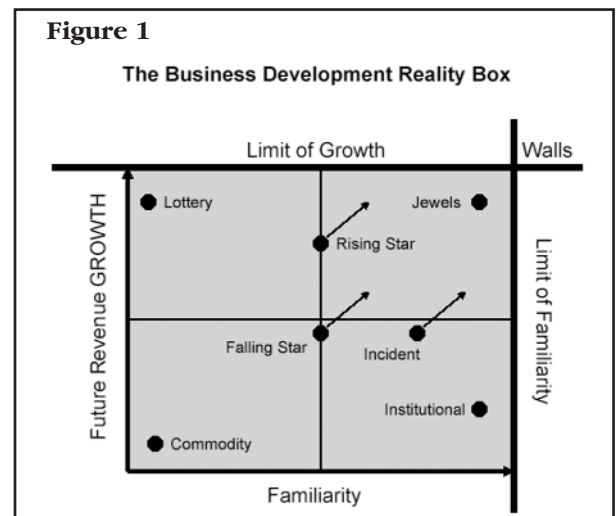 Figure 1
The Business Development Reality Box
Limit of Growth
Walls
Lottery
Jewels
Rising Star
Future Revenue GROWTH
Limit of Familiarity
Falling Star
Incident
Institutional
Commodity
Familiarity